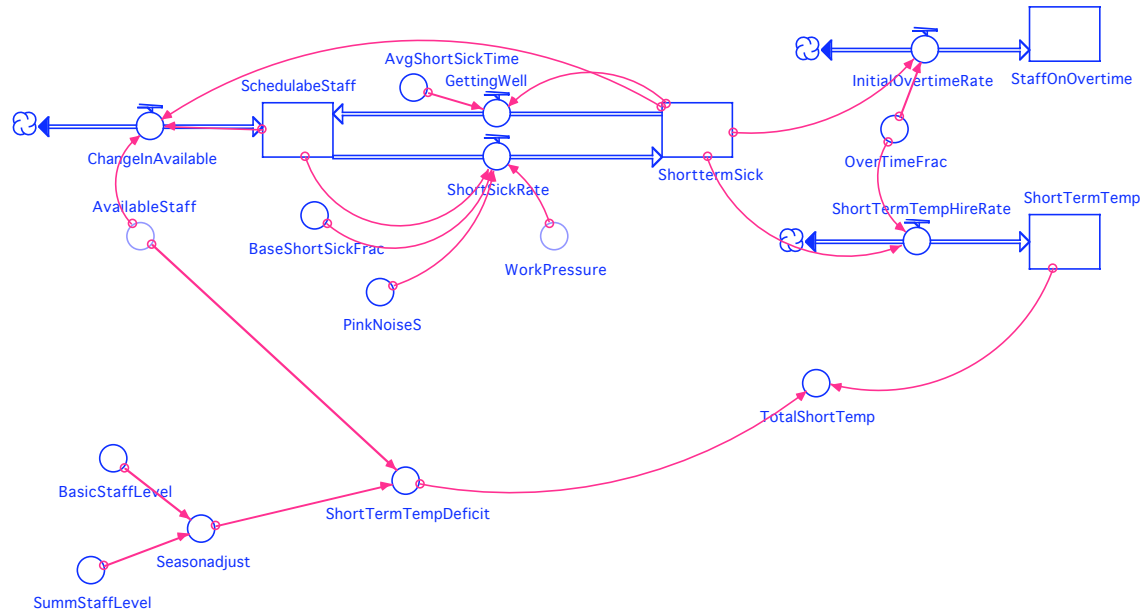 AvgShortSickTime
GettingWell
SchedulabeStaff
InitialOvertimeRate
StaffOnOvertime
ChangeInAvailable
OverTimeFrac
ShorttermSick
ShortSickRate
AvailableStaff
ShortTermTempHireRate
ShortTermTemp
BaseShortSickFrac
WorkPressure
PinkNoiseS
TotalShortTemp
BasicStaffLevel
ShortTermTempDeficit
Seasonadjust
SummStaffLevel